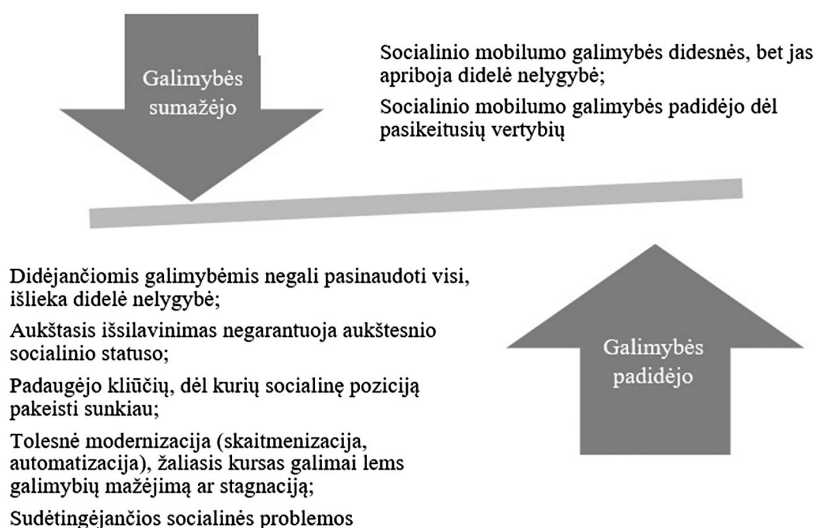 Galimybės
sumažėjo
Socialinio mobilumo galimybės didesnės, bet jas
apriboja didelė nelygybė;
Socialinio mobilumo galimybės padidėjo dėl
pasikeitusių vertybių
Didėjančiomis galimybėmis negali pasinaudoti visi,
išlieka didelė nelygybė;
Aukštasis išsilavinimas negarantuoja aukštesnio
socialinio statuso;
Padaugėjo kliūčių, dėl kurių socialinę poziciją
pakeisti sunkiau;
Tolesnė modernizacija (skaitmenizacija,
automatizacija), žaliasis kursas galimai lems
galimybių mažėjimą ar stagnaciją;
Sudėtingėjančios socialinės problemos
Galimybės
padidėjo